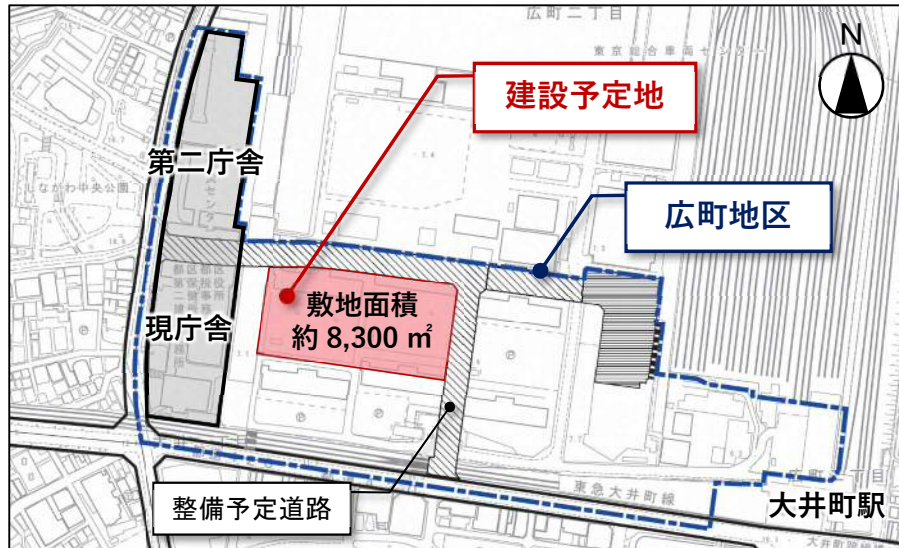 広町二丁目
東京総合車両センター
N
建設予定地
第二庁舎
しながわ中央公園
広町地区
敷地面積
約 8,300 ㎡
現庁舎
整備予定道路
東急大井町線
大井町駅